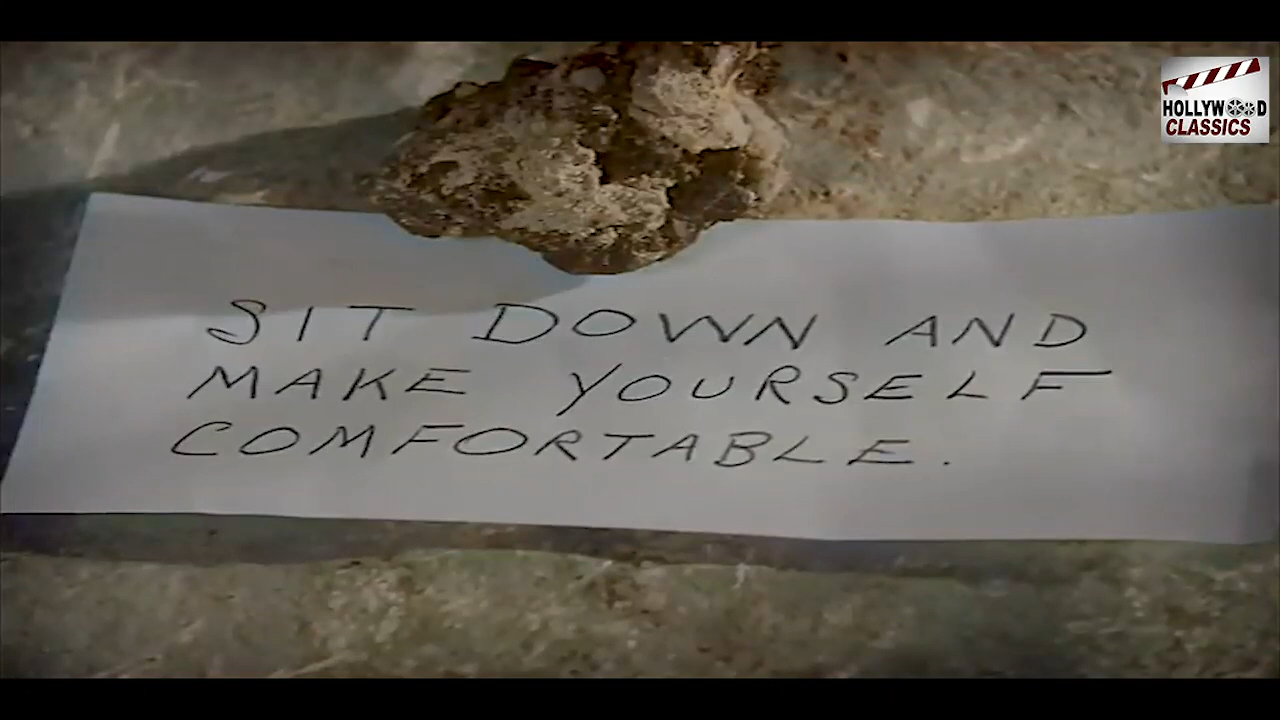 HOLLYWOOD
CLASSICS
SIT DOWN AND
MAKE YOURSELF
COMFORTABLE.